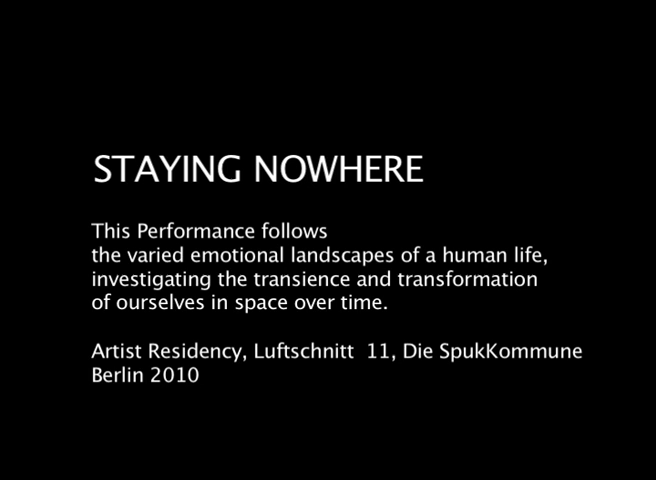 STAYING NOWHERE
This Performance follows
the varied emotional landscapes of a human life,
investigating the transience and transformation
of ourselves in space over time.
Artist Residency, Luftschnitt  11, Die SpukKommune
Berlin 2010